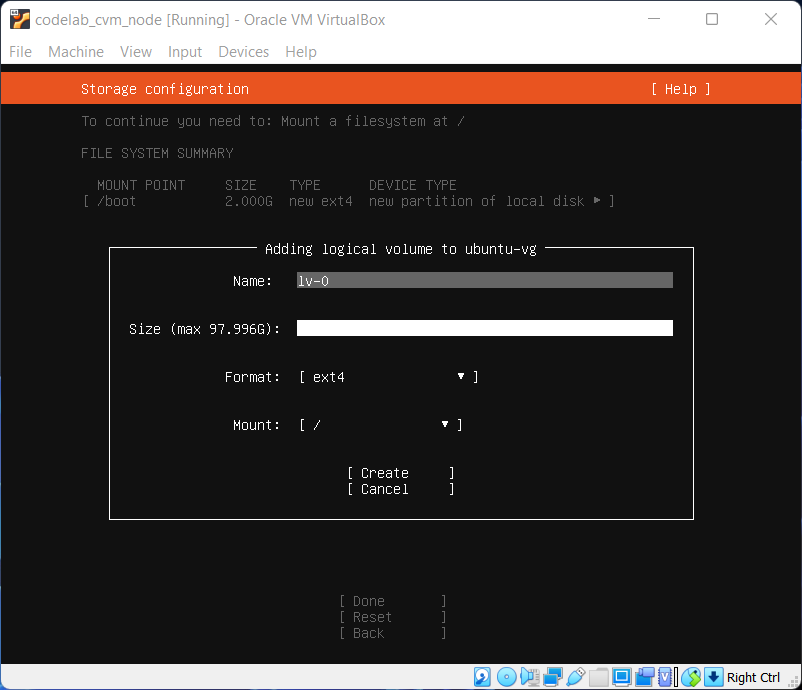 codelab_cvm_node [Running] - Oracle VM VirtualBox
File Machine View Input Devices Help
Storage configuration [ Help ]
To continue you need to: Mount a filesystem at /
FILE SYSTEM SUMMARY
MOUNT POINT SIZE TYPE DEVICE TYPE
[ /boot 2.000G new ext4 new partition of local disk ▸ ]
Adding logical volume to ubuntu-vg
Name: lv-0
Size (max 97.996G):
Format: [ ext4 ▾ ]
Mount: [ / ▾ ]
[ Create ]
[ Cancel ]
[ Done ]
[ Reset ]
[ Back ]
Right Ctrl